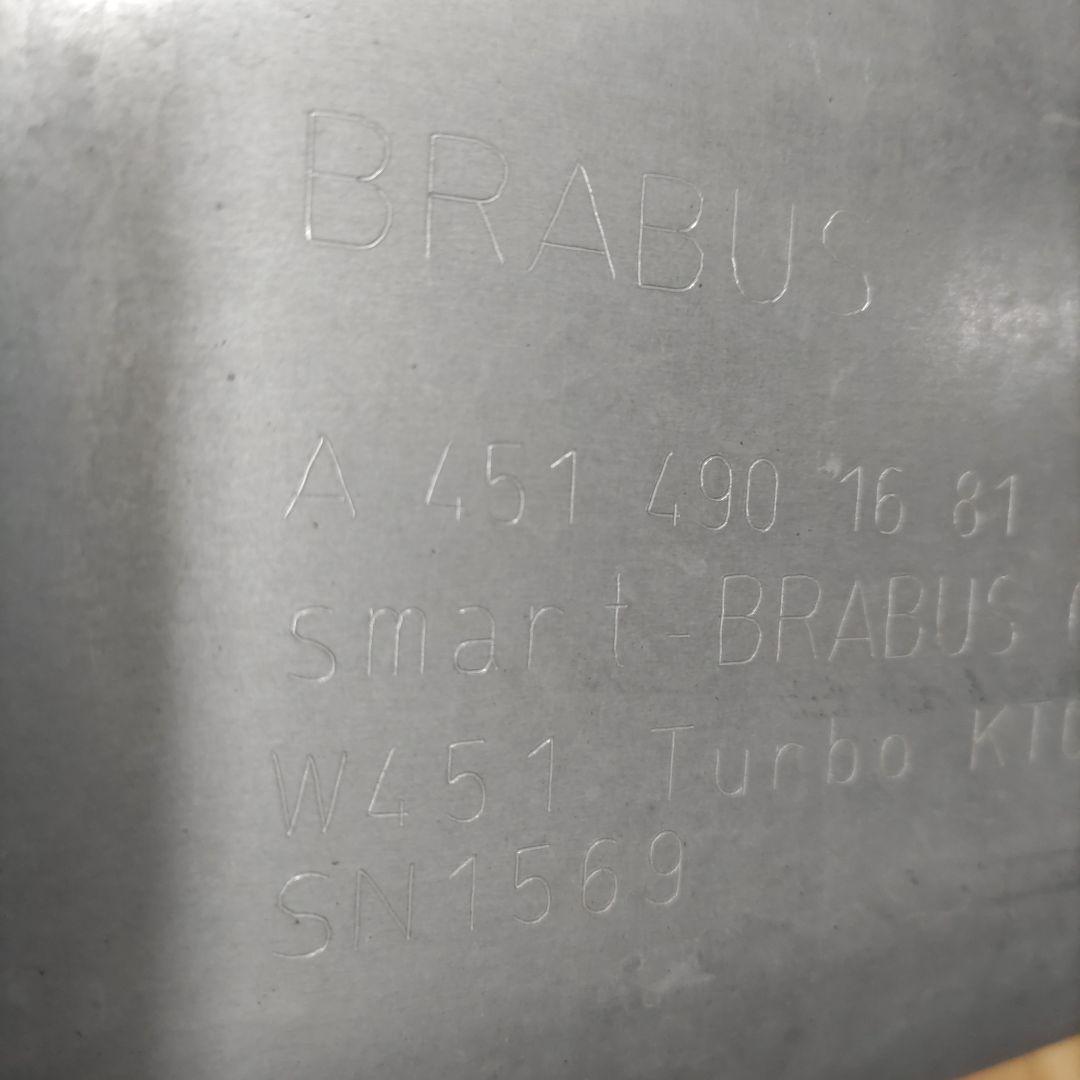 BRABUS
A 451 490 16 81
smart-BRABUS
W451 Turbo
SN1569